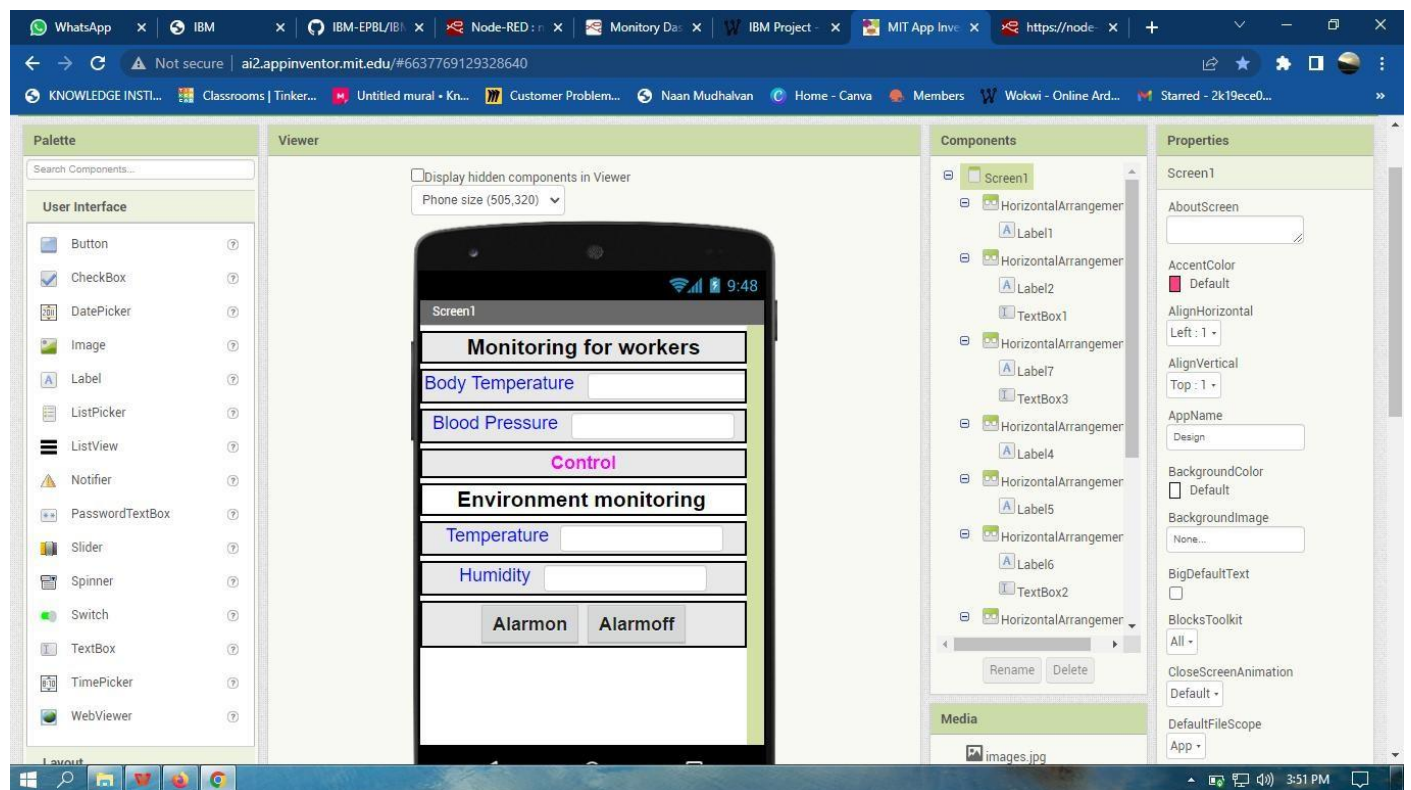 WhatsApp
IBM
IBM-EPBL/IBM
Node-RED : n
Monitory Das
IBM Project -
MIT App Inve
https://node-
Not secure | ai2.appinventor.mit.edu/#6637769129328640
KNOWLEDGE INSTI...
Classrooms | Tinker...
Untitled mural • Kn...
Customer Problem...
Naan Mudhalvan
Home - Canva
Members
Wokwi - Online Ard...
Starred - 2k19ece0...
»
Palette
Search Components...
User Interface
Button
CheckBox
DatePicker
Image
Label
ListPicker
ListView
Notifier
PasswordTextBox
Slider
Spinner
Switch
TextBox
TimePicker
WebViewer
Layout
Viewer
Display hidden components in Viewer
Phone size (505,320)
9:48
Screen1
Monitoring for workers
Body Temperature
Blood Pressure
Control
Environment monitoring
Temperature
Humidity
Alarmon Alarmoff
Components
Screen1
HorizontalArrangemer
Label1
HorizontalArrangemer
Label2
TextBox1
HorizontalArrangemer
Label7
TextBox3
HorizontalArrangemer
Label4
HorizontalArrangemer
Label5
HorizontalArrangemer
Label6
TextBox2
HorizontalArrangemer
Rename Delete
Media
images.jpg
Properties
Screen1
AboutScreen
AccentColor
Default
AlignHorizontal
Left : 1
AlignVertical
Top : 1
AppName
Design
BackgroundColor
Default
BackgroundImage
None...
BigDefaultText
BlocksToolkit
All
CloseScreenAnimation
Default
DefaultFileScope
App
3:51 PM